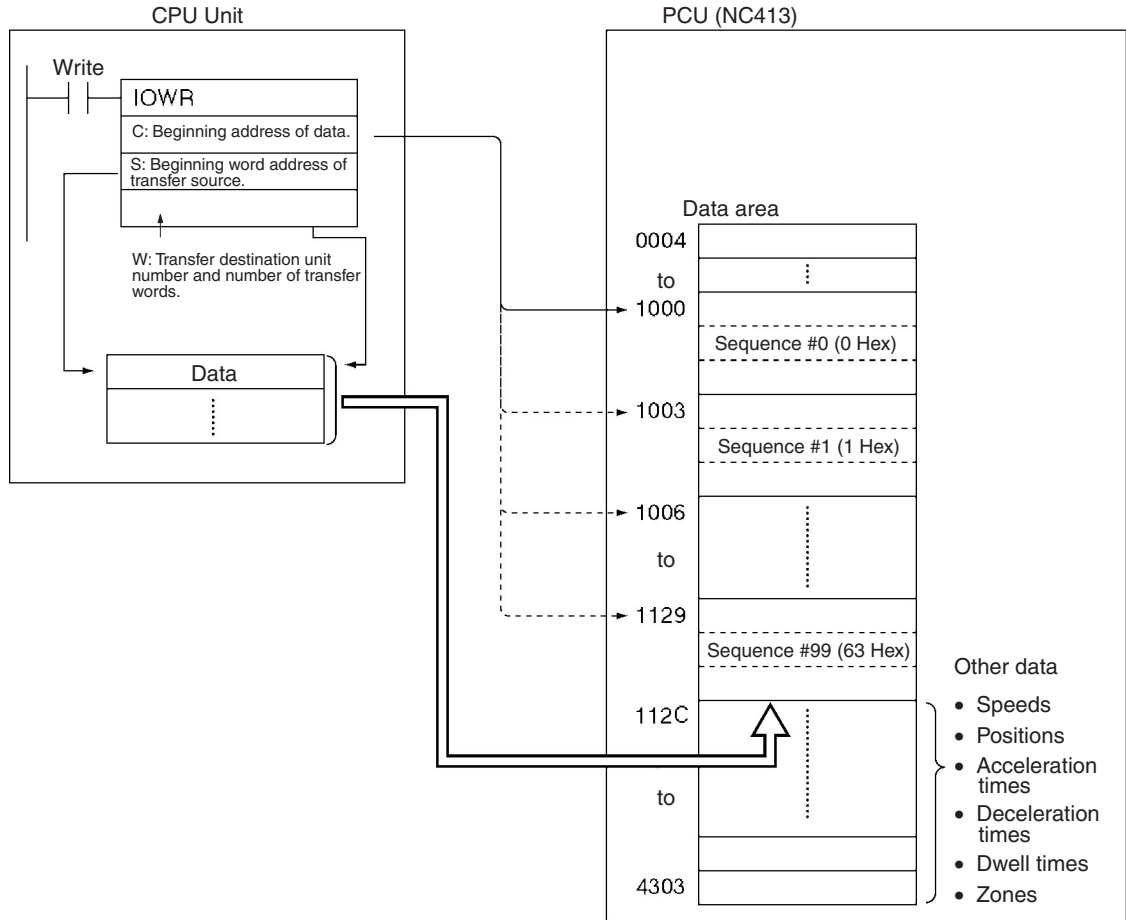 CPU Unit
PCU (NC413)
Write
IOWR
C: Beginning address of data.
S: Beginning word address of
transfer source.
W: Transfer destination unit
number and number of transfer
words.
Data
Data area
0004
to
1000
Sequence #0 (0 Hex)
1003
Sequence #1 (1 Hex)
1006
to
1129
Sequence #99 (63 Hex)
112C
to
4303
Other data
• Speeds
• Positions
• Acceleration
times
• Deceleration
times
• Dwell times
• Zones